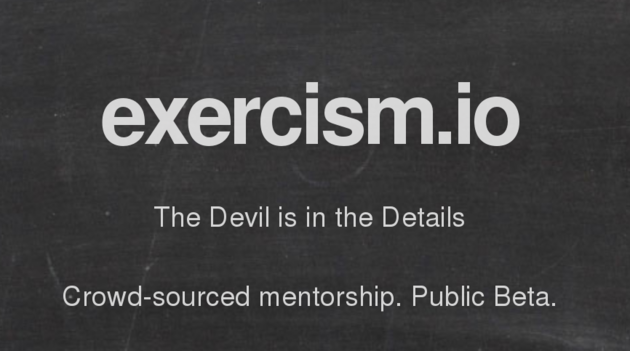 exercism.io
The Devil is in the Details
Crowd-sourced mentorship. Public Beta.